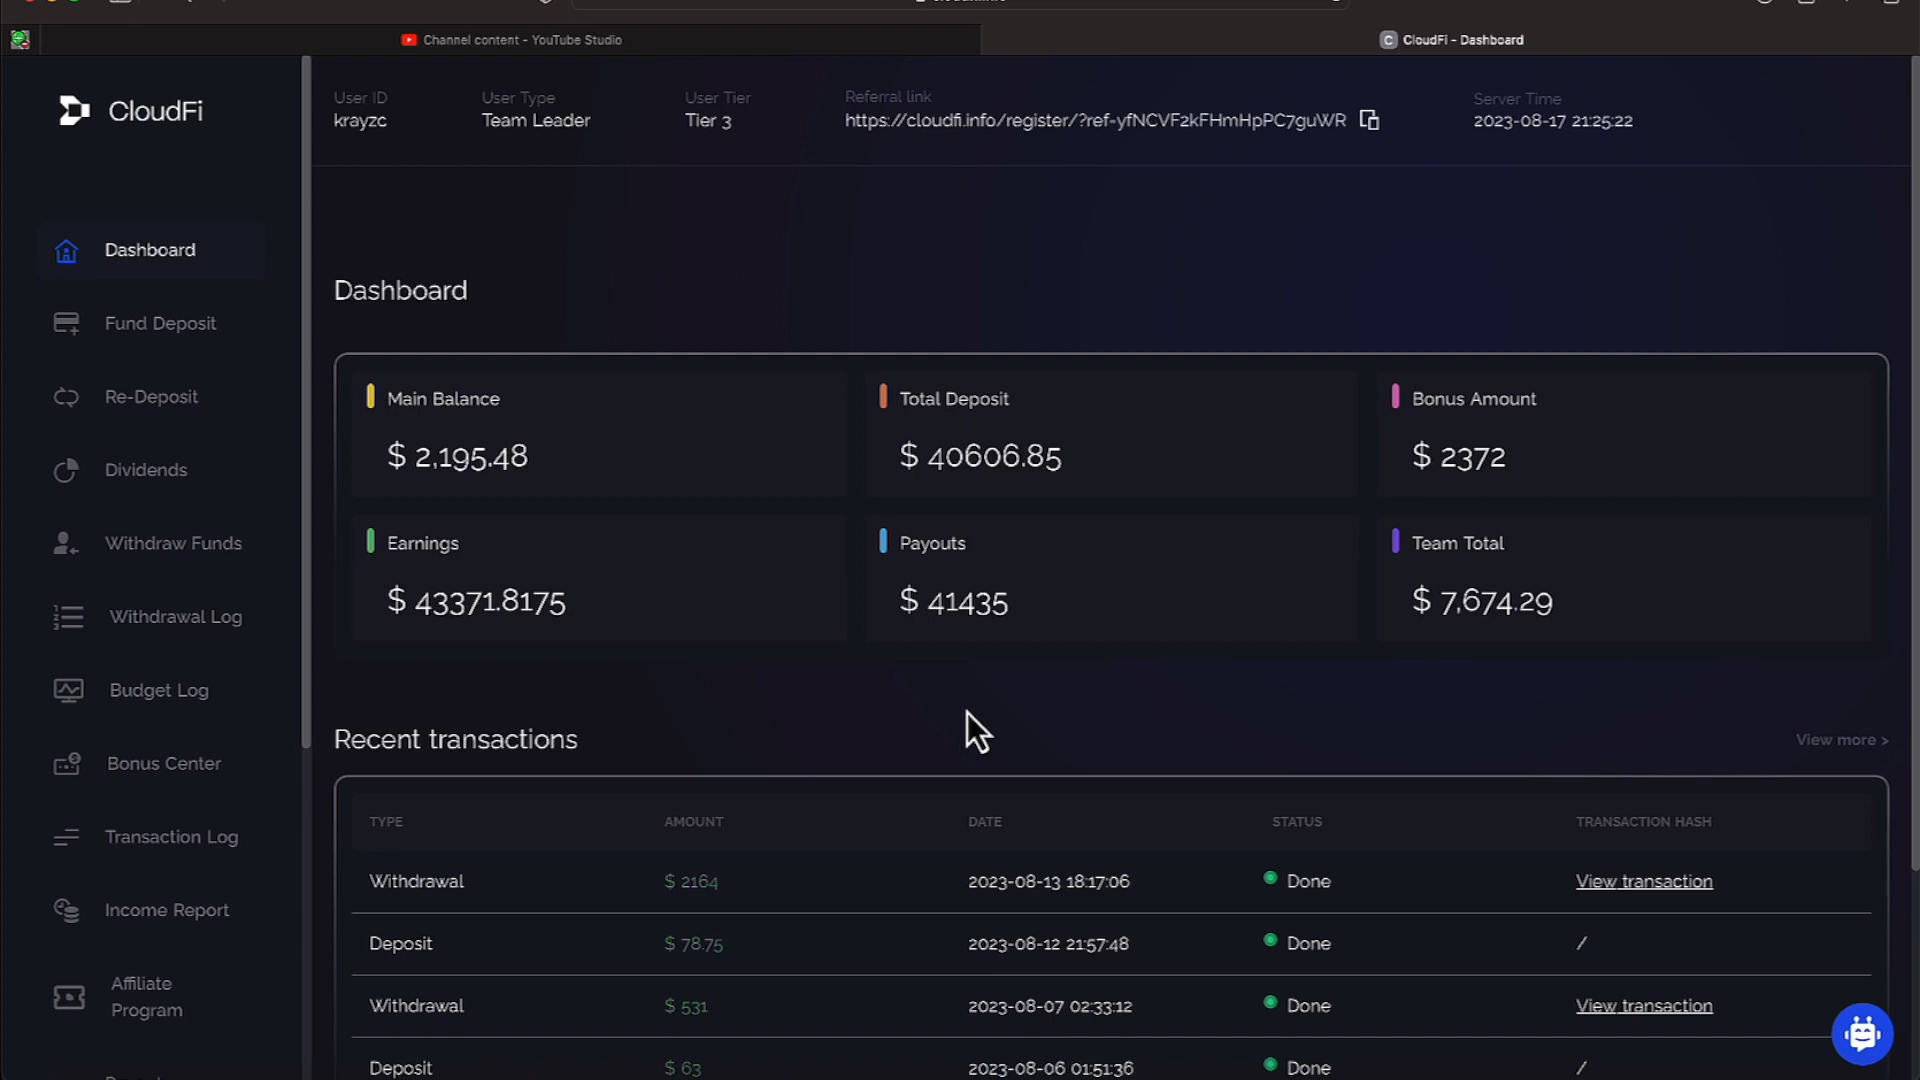 Channel content - YouTube Studio
C CloudFi - Dashboard
CloudFi
User ID
krayzc
User Type
Team Leader
User Tier
Tier 3
Referral link
https://cloudfi.info/register/?ref=yfNCVF2kFHmHpPC7guWR
Server Time
2023-08-17 21:25:22
Dashboard
Fund Deposit
Re-Deposit
Dividends
Withdraw Funds
Withdrawal Log
Budget Log
Bonus Center
Transaction Log
Income Report
Affiliate
Program
Dashboard
Main Balance
$ 2,195.48
Total Deposit
$ 40606.85
Bonus Amount
$ 2372
Earnings
$ 43371.8175
Payouts
$ 41435
Team Total
$ 7,674.29
Recent transactions
View more >
TYPE AMOUNT DATE STATUS TRANSACTION HASH
Withdrawal $ 2164 2023-08-13 18:17:06 Done View transaction
Deposit $ 78.75 2023-08-12 21:57:48 Done /
Withdrawal $ 531 2023-08-07 02:33:12 Done View transaction
Deposit $ 63 2023-08-06 01:51:36 Done /